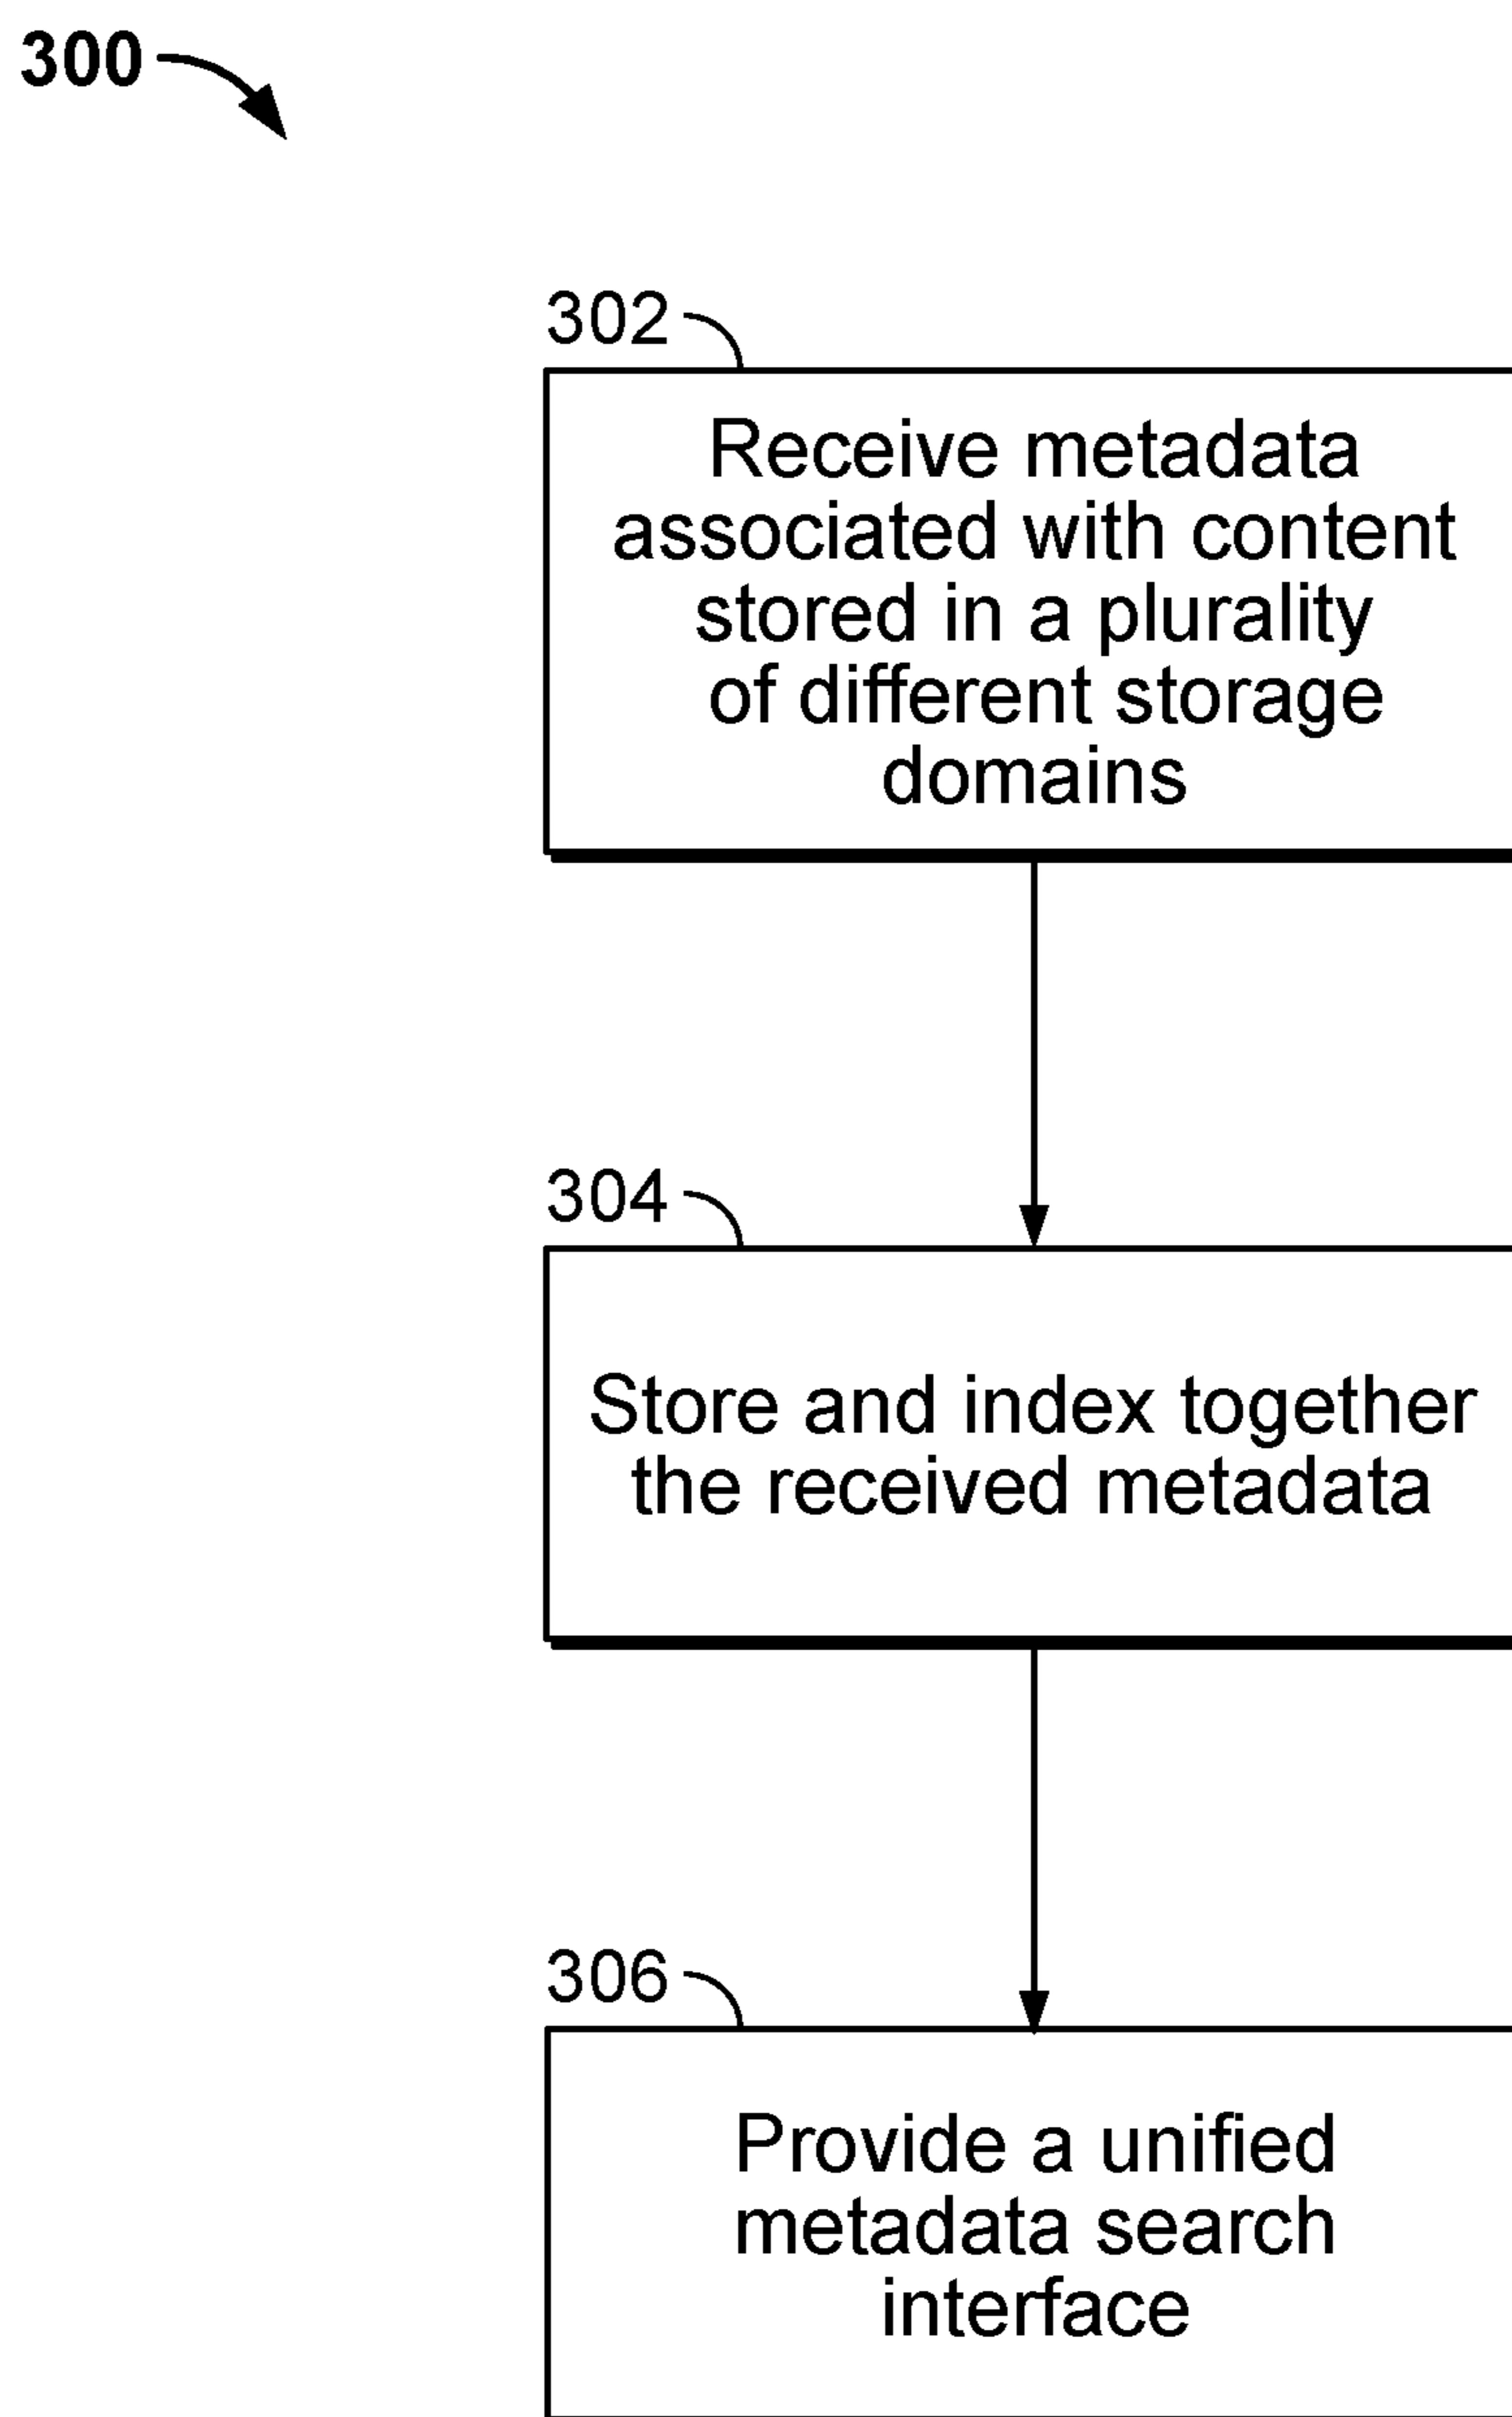 300
302
Receive metadata
associated with content
stored in a plurality
of different storage
domains
304
Store and index together
the received metadata
306
Provide a unified
metadata search
interface